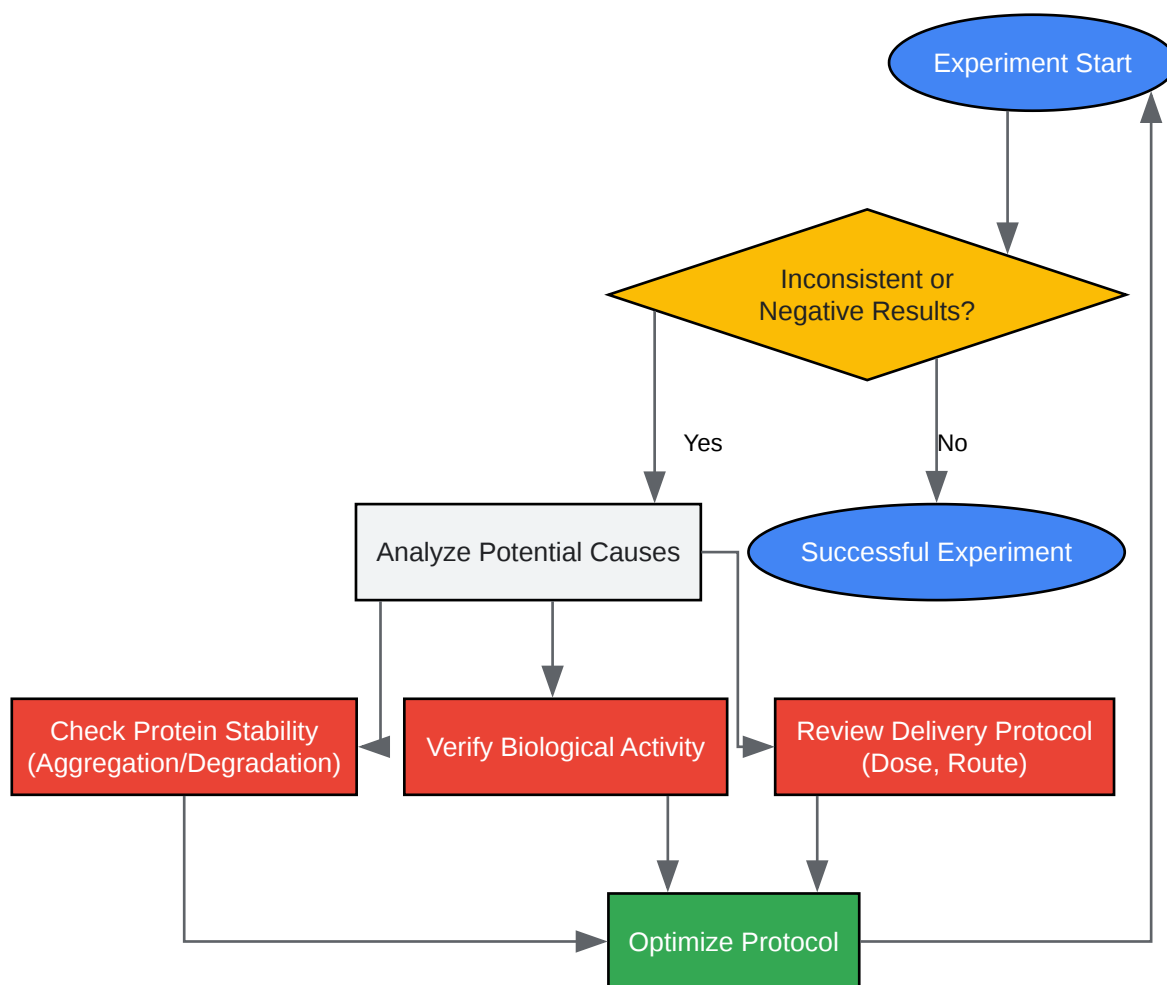 Experiment Start
Inconsistent or
Negative Results?
Yes
No
Analyze Potential Causes
Successful Experiment
Check Protein Stability
(Aggregation/Degradation)
Verify Biological Activity
Review Delivery Protocol
(Dose, Route)
Optimize Protocol